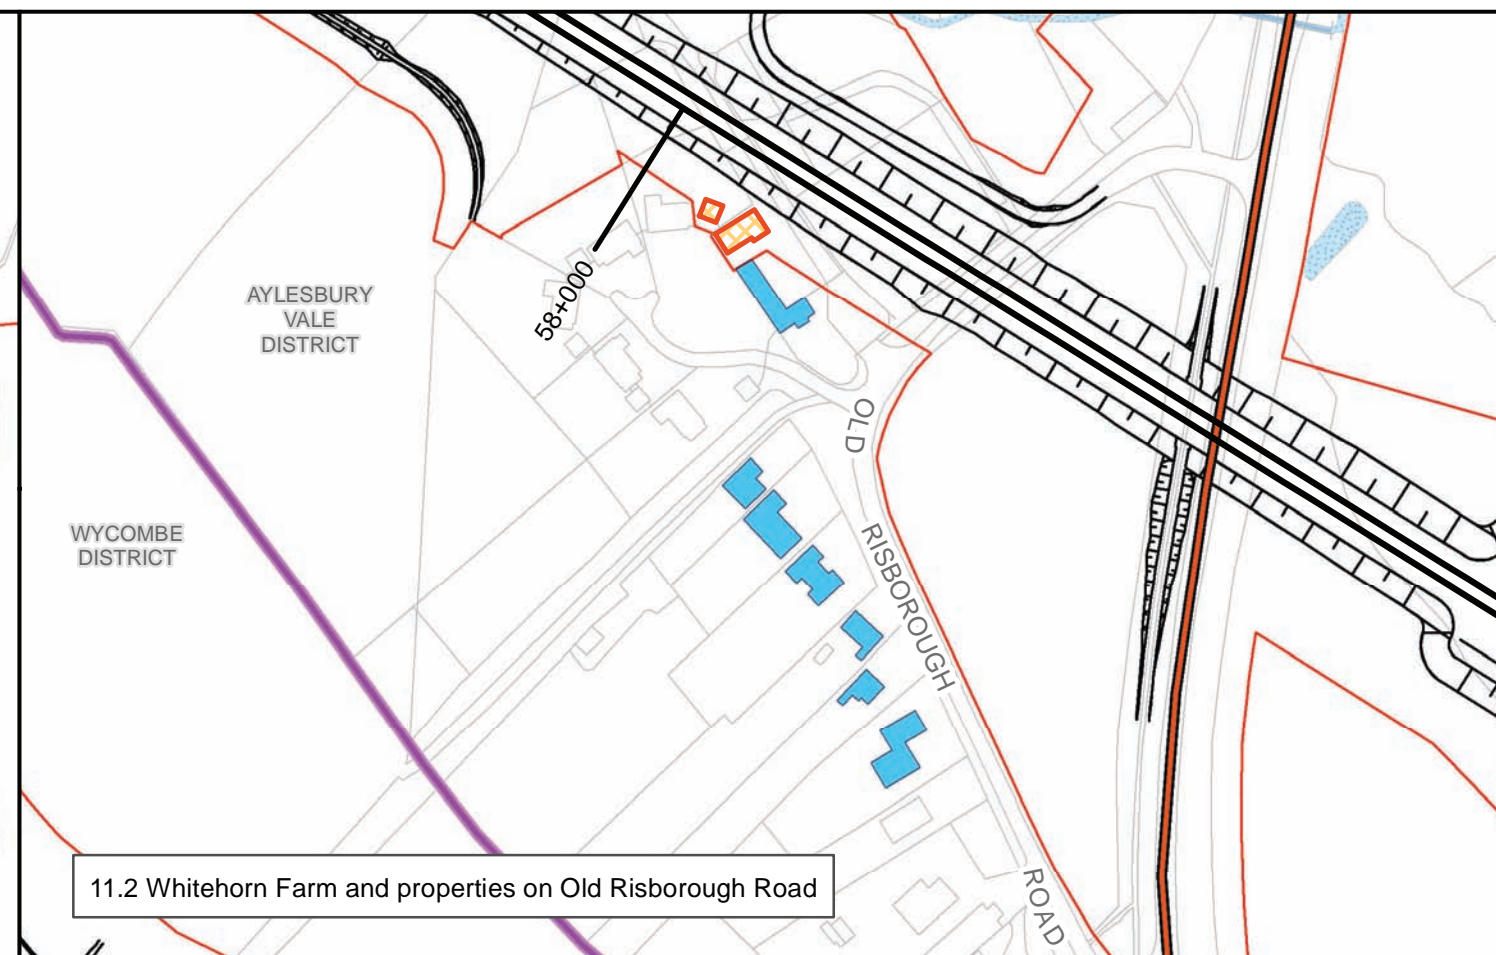 58+000
AYLESBURY
VALE
DISTRICT
OLD
WYCOMBE
DISTRICT
RISBOROUGH
11.2 Whitehorn Farm and properties on Old Risborough Road
ROAD